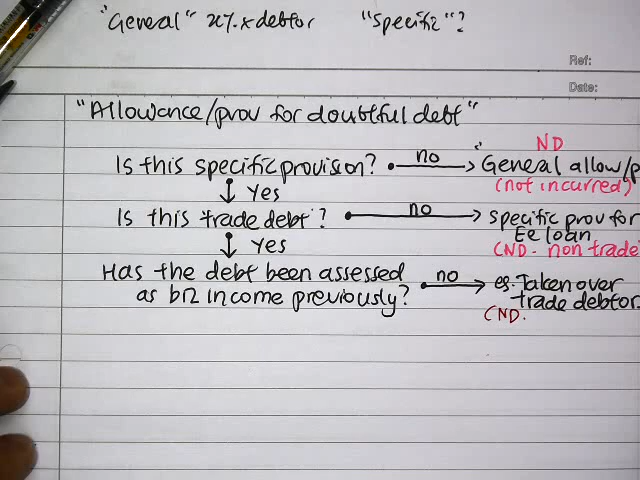 "General" x% x debtor "Specific"?
Ref:
Date:
"Allowance/prov for doubtful debt"
ND
Is this specific provision? no "General allow/p
(not incurred)
Yes
Is this trade debt? no specific prov for
Ee loan
Yes CND. non trade
Has the debt been assessed no eg. Taken over
as biz income previously? trade debtor
CND.